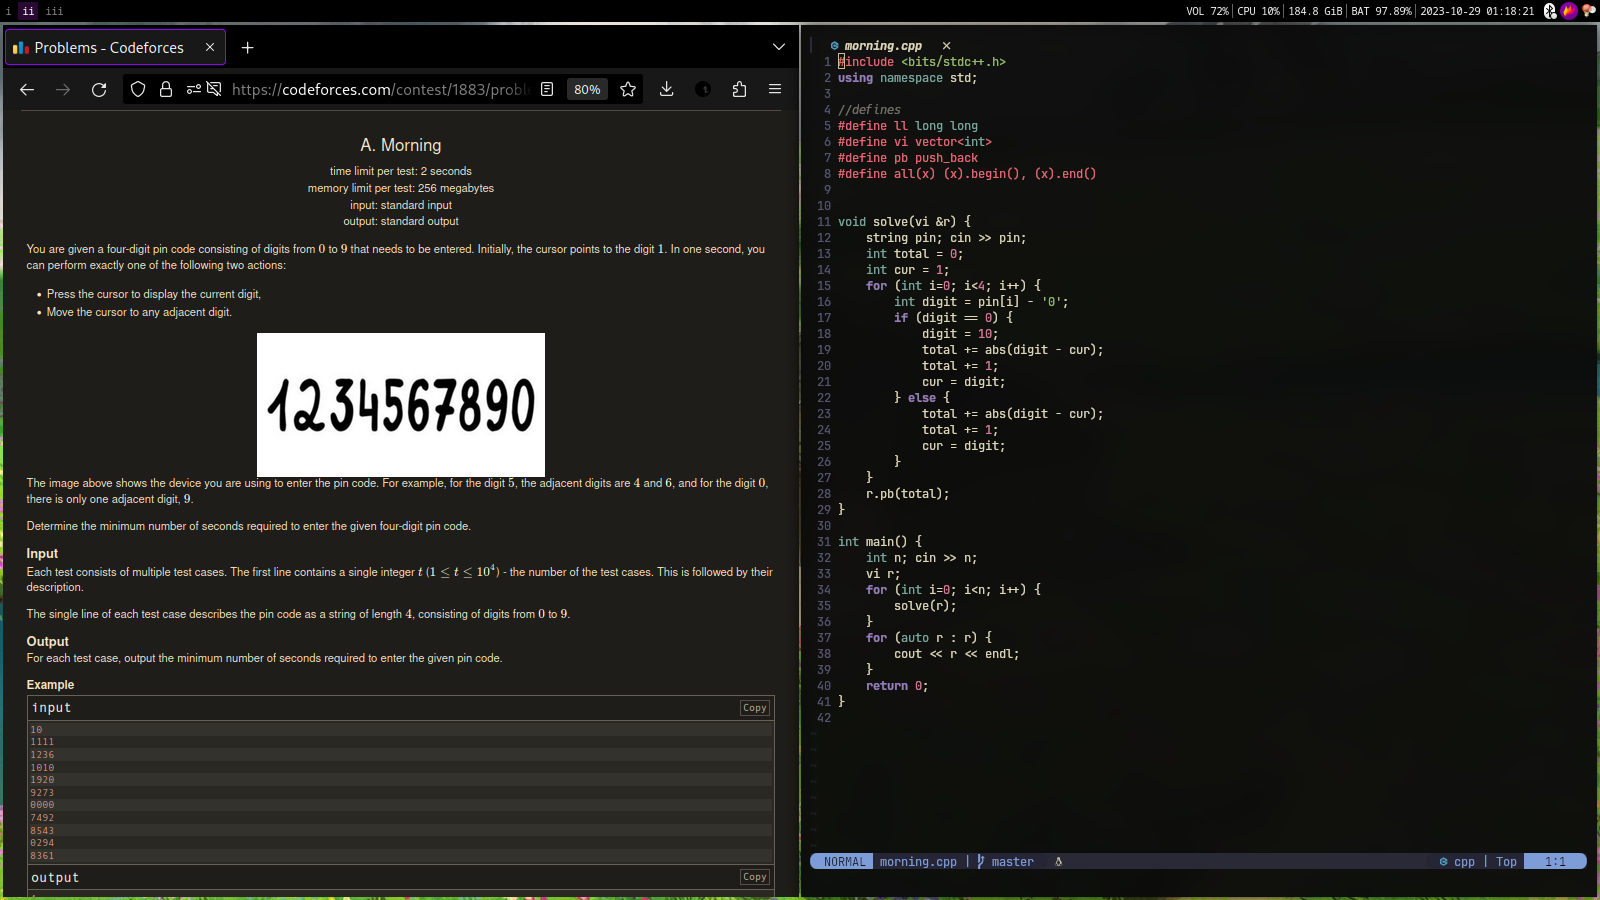 i ii iii
VOL 72% CPU 10% 184.8 GiB BAT 97.89% 2023-10-29 01:18:21
Problems - Codeforces
https://codeforces.com/contest/1883/probl
80%
A. Morning
time limit per test: 2 seconds
memory limit per test: 256 megabytes
input: standard input
output: standard output
You are given a four-digit pin code consisting of digits from 0 to 9 that needs to be entered. Initially, the cursor points to the digit 1. In one second, you
can perform exactly one of the following two actions:
• Press the cursor to display the current digit,
• Move the cursor to any adjacent digit.
1234567890
The image above shows the device you are using to enter the pin code. For example, for the digit 5, the adjacent digits are 4 and 6, and for the digit 0,
there is only one adjacent digit, 9.
Determine the minimum number of seconds required to enter the given four-digit pin code.
Input
Each test consists of multiple test cases. The first line contains a single integer t (1 ≤ t ≤ 10^4) - the number of the test cases. This is followed by their
description.
The single line of each test case describes the pin code as a string of length 4, consisting of digits from 0 to 9.
Output
For each test case, output the minimum number of seconds required to enter the given pin code.
Example
input
Copy
10
1111
1236
1010
1920
9273
0000
7492
8543
0294
8361
output
Copy
morning.cpp
1 #include <bits/stdc++.h>
2 using namespace std;
3
4 //defines
5 #define ll long long
6 #define vi vector<int>
7 #define pb push_back
8 #define all(x) (x).begin(), (x).end()
9
10
11 void solve(vi &r) {
12     string pin; cin >> pin;
13     int total = 0;
14     int cur = 1;
15     for (int i=0; i<4; i++) {
16         int digit = pin[i] - '0';
17         if (digit == 0) {
18             digit = 10;
19             total += abs(digit - cur);
20             total += 1;
21             cur = digit;
22         } else {
23             total += abs(digit - cur);
24             total += 1;
25             cur = digit;
26         }
27     }
28     r.pb(total);
29 }
30
31 int main() {
32     int n; cin >> n;
33     vi r;
34     for (int i=0; i<n; i++) {
35         solve(r);
36     }
37     for (auto r : r) {
38         cout << r << endl;
39     }
40     return 0;
41 }
42
NORMAL morning.cpp | master
cpp | Top 1:1